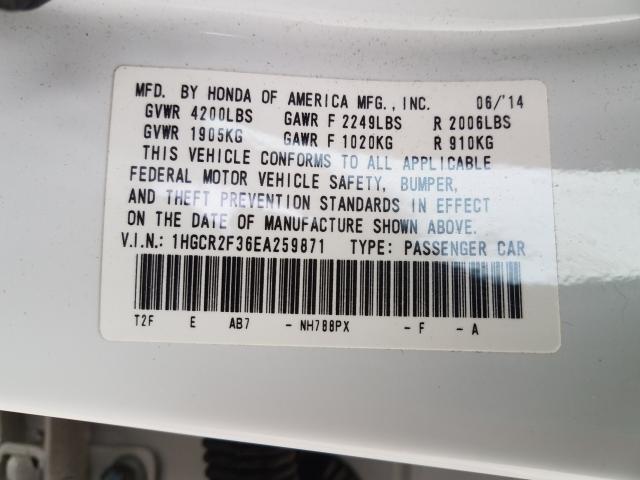 MFD. BY HONDA OF AMERICA MFG., INC. 06/'14
GVWR 4200LBS GAWR F 2249LBS R 2006LBS
GVWR 1905KG GAWR F 1020KG R 910KG
THIS VEHICLE CONFORMS TO ALL APPLICABLE
FEDERAL MOTOR VEHICLE SAFETY, BUMPER,
AND THEFT PREVENTION STANDARDS IN EFFECT
ON THE DATE OF MANUFACTURE SHOWN ABOVE.
V.I.N.: 1HGCR2F36EA259871 TYPE: PASSENGER CAR
T2F E AB7 - NH788PX - F - A